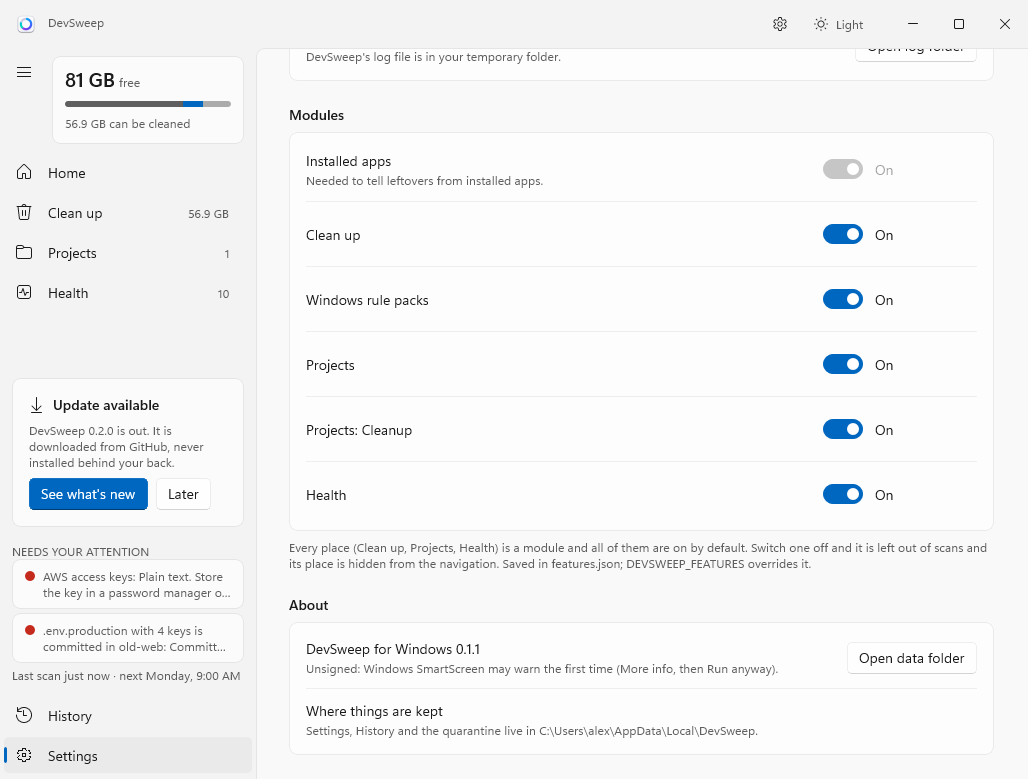 DevSweep
Light
81 GB free
56.9 GB can be cleaned
Home
Clean up 56.9 GB
Projects 1
Health 10
Update available
DevSweep 0.2.0 is out. It is
downloaded from GitHub, never
installed behind your back.
See what's new Later
NEEDS YOUR ATTENTION
AWS access keys: Plain text. Store
the key in a password manager o...
.env.production with 4 keys is
committed in old-web: Committ...
Last scan just now · next Monday, 9:00 AM
History
Settings
DevSweep's log file is in your temporary folder.
Open log folder
Modules
Installed apps
Needed to tell leftovers from installed apps.
On
Clean up On
Windows rule packs On
Projects On
Projects: Cleanup On
Health On
Every place (Clean up, Projects, Health) is a module and all of them are on by default. Switch one off and it is left out of scans and
its place is hidden from the navigation. Saved in features.json; DEVSWEEP_FEATURES overrides it.
About
DevSweep for Windows 0.1.1
Unsigned: Windows SmartScreen may warn the first time (More info, then Run anyway).
Open data folder
Where things are kept
Settings, History and the quarantine live in C:\Users\alex\AppData\Local\DevSweep.